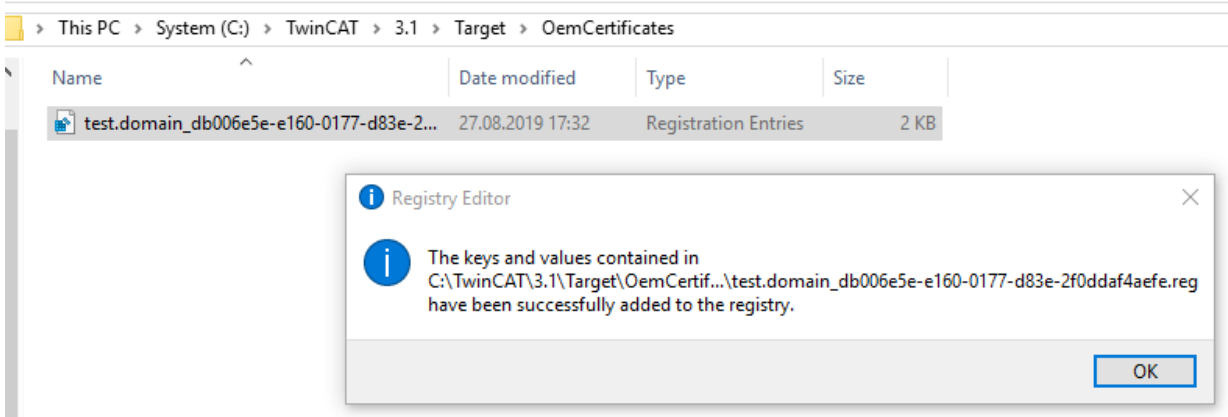 This PC > System (C:) > TwinCAT > 3.1 > Target > OemCertificates
Name Date modified Type Size
test.domain_db006e5e-e160-0177-d83e-2... 27.08.2019 17:32 Registration Entries 2 KB
Registry Editor
The keys and values contained in
C:\TwinCAT\3.1\Target\OemCertif...\test.domain_db006e5e-e160-0177-d83e-2f0ddaf4aefe.reg
have been successfully added to the registry.
OK